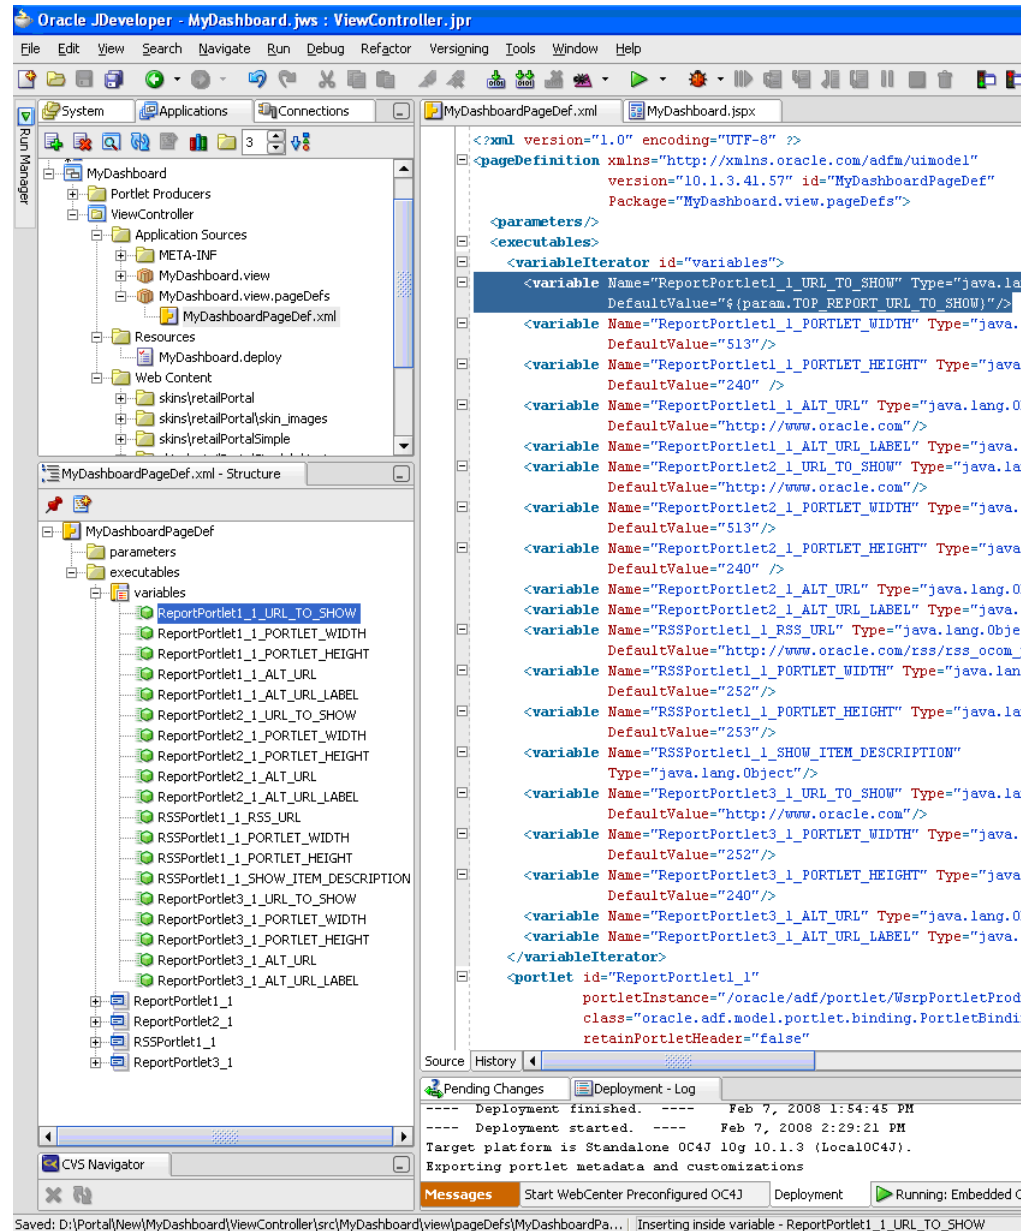 Oracle JDeveloper - MyDashboard.jws : ViewController.jpr
File Edit View Search Navigate Run Debug Refactor Versioning Tools Window Help
System Applications Connections
Run Manager
3
MyDashboard
Portlet Producers
ViewController
Application Sources
META-INF
MyDashboard.view
MyDashboard.view.pageDefs
MyDashboardPageDef.xml
Resources
MyDashboard.deploy
Web Content
skins\retailPortal
skins\retailPortal\skin_images
skins\retailPortalSimple
MyDashboardPageDef.xml - Structure
MyDashboardPageDef
parameters
executables
variables
ReportPortlet1_1_URL_TO_SHOW
ReportPortlet1_1_PORTLET_WIDTH
ReportPortlet1_1_PORTLET_HEIGHT
ReportPortlet1_1_ALT_URL
ReportPortlet1_1_ALT_URL_LABEL
ReportPortlet2_1_URL_TO_SHOW
ReportPortlet2_1_PORTLET_WIDTH
ReportPortlet2_1_PORTLET_HEIGHT
ReportPortlet2_1_ALT_URL
ReportPortlet2_1_ALT_URL_LABEL
RSSPortlet1_1_RSS_URL
RSSPortlet1_1_PORTLET_WIDTH
RSSPortlet1_1_PORTLET_HEIGHT
RSSPortlet1_1_SHOW_ITEM_DESCRIPTION
ReportPortlet3_1_URL_TO_SHOW
ReportPortlet3_1_PORTLET_WIDTH
ReportPortlet3_1_PORTLET_HEIGHT
ReportPortlet3_1_ALT_URL
ReportPortlet3_1_ALT_URL_LABEL
ReportPortlet1_1
ReportPortlet2_1
RSSPortlet1_1
ReportPortlet3_1
CVS Navigator
MyDashboardPageDef.xml MyDashboard.jspx
<?xml version="1.0" encoding="UTF-8" ?>
<pageDefinition xmlns="http://xmlns.oracle.com/adfm/uimodel"
version="10.1.3.41.57" id="MyDashboardPageDef"
Package="MyDashboard.view.pageDefs">
<parameters/>
<executables>
<variableIterator id="variables">
<variable Name="ReportPortlet1_1_URL_TO_SHOW" Type="java.la
DefaultValue="${param.TOP_REPORT_URL_TO_SHOW}"/>
<variable Name="ReportPortlet1_1_PORTLET_WIDTH" Type="java.
DefaultValue="513"/>
<variable Name="ReportPortlet1_1_PORTLET_HEIGHT" Type="java
DefaultValue="240" />
<variable Name="ReportPortlet1_1_ALT_URL" Type="java.lang.O
DefaultValue="http://www.oracle.com"/>
<variable Name="ReportPortlet1_1_ALT_URL_LABEL" Type="java.
<variable Name="ReportPortlet2_1_URL_TO_SHOW" Type="java.la
DefaultValue="http://www.oracle.com"/>
<variable Name="ReportPortlet2_1_PORTLET_WIDTH" Type="java.
DefaultValue="513"/>
<variable Name="ReportPortlet2_1_PORTLET_HEIGHT" Type="java
DefaultValue="240" />
<variable Name="ReportPortlet2_1_ALT_URL" Type="java.lang.O
<variable Name="ReportPortlet2_1_ALT_URL_LABEL" Type="java.
<variable Name="RSSPortlet1_1_RSS_URL" Type="java.lang.Obje
DefaultValue="http://www.oracle.com/rss/rss_ocom_
<variable Name="RSSPortlet1_1_PORTLET_WIDTH" Type="java.lan
DefaultValue="252"/>
<variable Name="RSSPortlet1_1_PORTLET_HEIGHT" Type="java.la
DefaultValue="253"/>
<variable Name="RSSPortlet1_1_SHOW_ITEM_DESCRIPTION"
Type="java.lang.Object"/>
<variable Name="ReportPortlet3_1_URL_TO_SHOW" Type="java.la
DefaultValue="http://www.oracle.com"/>
<variable Name="ReportPortlet3_1_PORTLET_WIDTH" Type="java.
DefaultValue="252"/>
<variable Name="ReportPortlet3_1_PORTLET_HEIGHT" Type="java
DefaultValue="240"/>
<variable Name="ReportPortlet3_1_ALT_URL" Type="java.lang.O
<variable Name="ReportPortlet3_1_ALT_URL_LABEL" Type="java.
</variableIterator>
<portlet id="ReportPortlet1_1"
portletInstance="/oracle/adf/portlet/WsrpPortletProd
class="oracle.adf.model.portlet.binding.PortletBindi
retainPortletHeader="false"
Source History
Pending Changes Deployment - Log
---- Deployment finished. ---- Feb 7, 2008 1:54:45 PM
---- Deployment started. ---- Feb 7, 2008 2:29:21 PM
Target platform is Standalone OC4J 10g 10.1.3 (LocalOC4J).
Exporting portlet metadata and customizations
Messages Start WebCenter Preconfigured OC4J Deployment Running: Embedded O
Saved: D:\Portal\New\MyDashboard\ViewController\src\MyDashboard\view\pageDefs\MyDashboardPa... Inserting inside variable - ReportPortlet1_1_URL_TO_SHOW